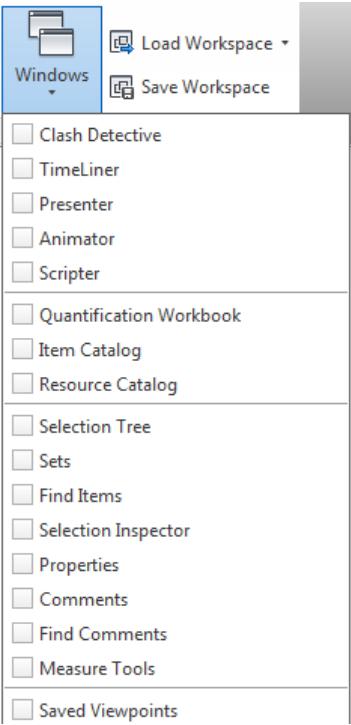 Windows
Load Workspace
Save Workspace
Clash Detective
TimeLiner
Presenter
Animator
Scripter
Quantification Workbook
Item Catalog
Resource Catalog
Selection Tree
Sets
Find Items
Selection Inspector
Properties
Comments
Find Comments
Measure Tools
Saved Viewpoints